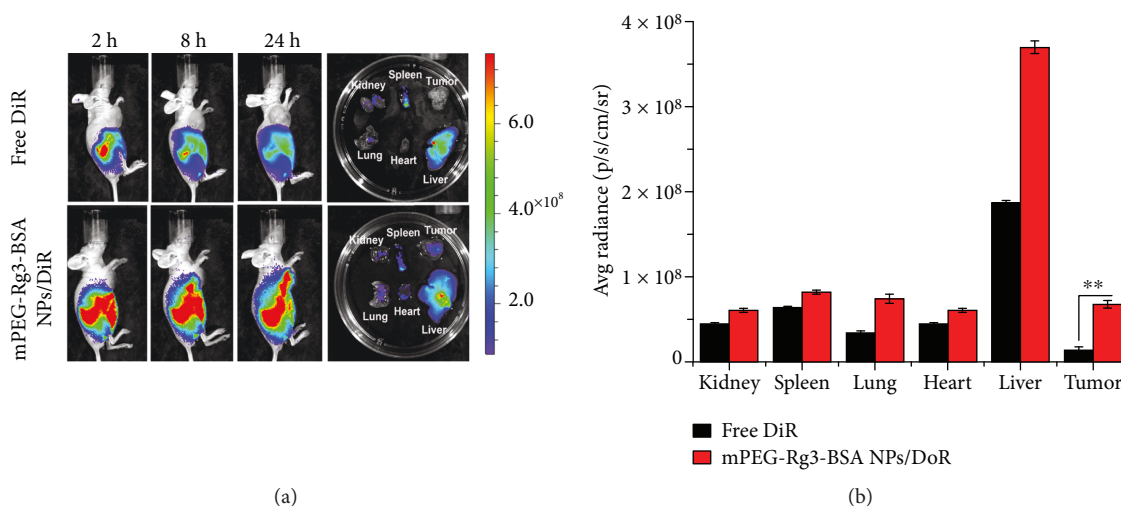 2 h 8 h 24 h
Free DiR
Kidney Spleen Tumor
Lung Heart Liver
mPEG-Rg3-BSA
NPs/DiR
Kidney Spleen Tumor
Lung Heart Liver
6.0
4.0×10⁸
2.0
(a)
Avg radiance (p/s/cm/sr)
4 × 10⁸
3 × 10⁸
2 × 10⁸
1 × 10⁸
0
**
Kidney Spleen Lung Heart Liver Tumor
Free DiR
mPEG-Rg3-BSA NPs/DoR
(b)